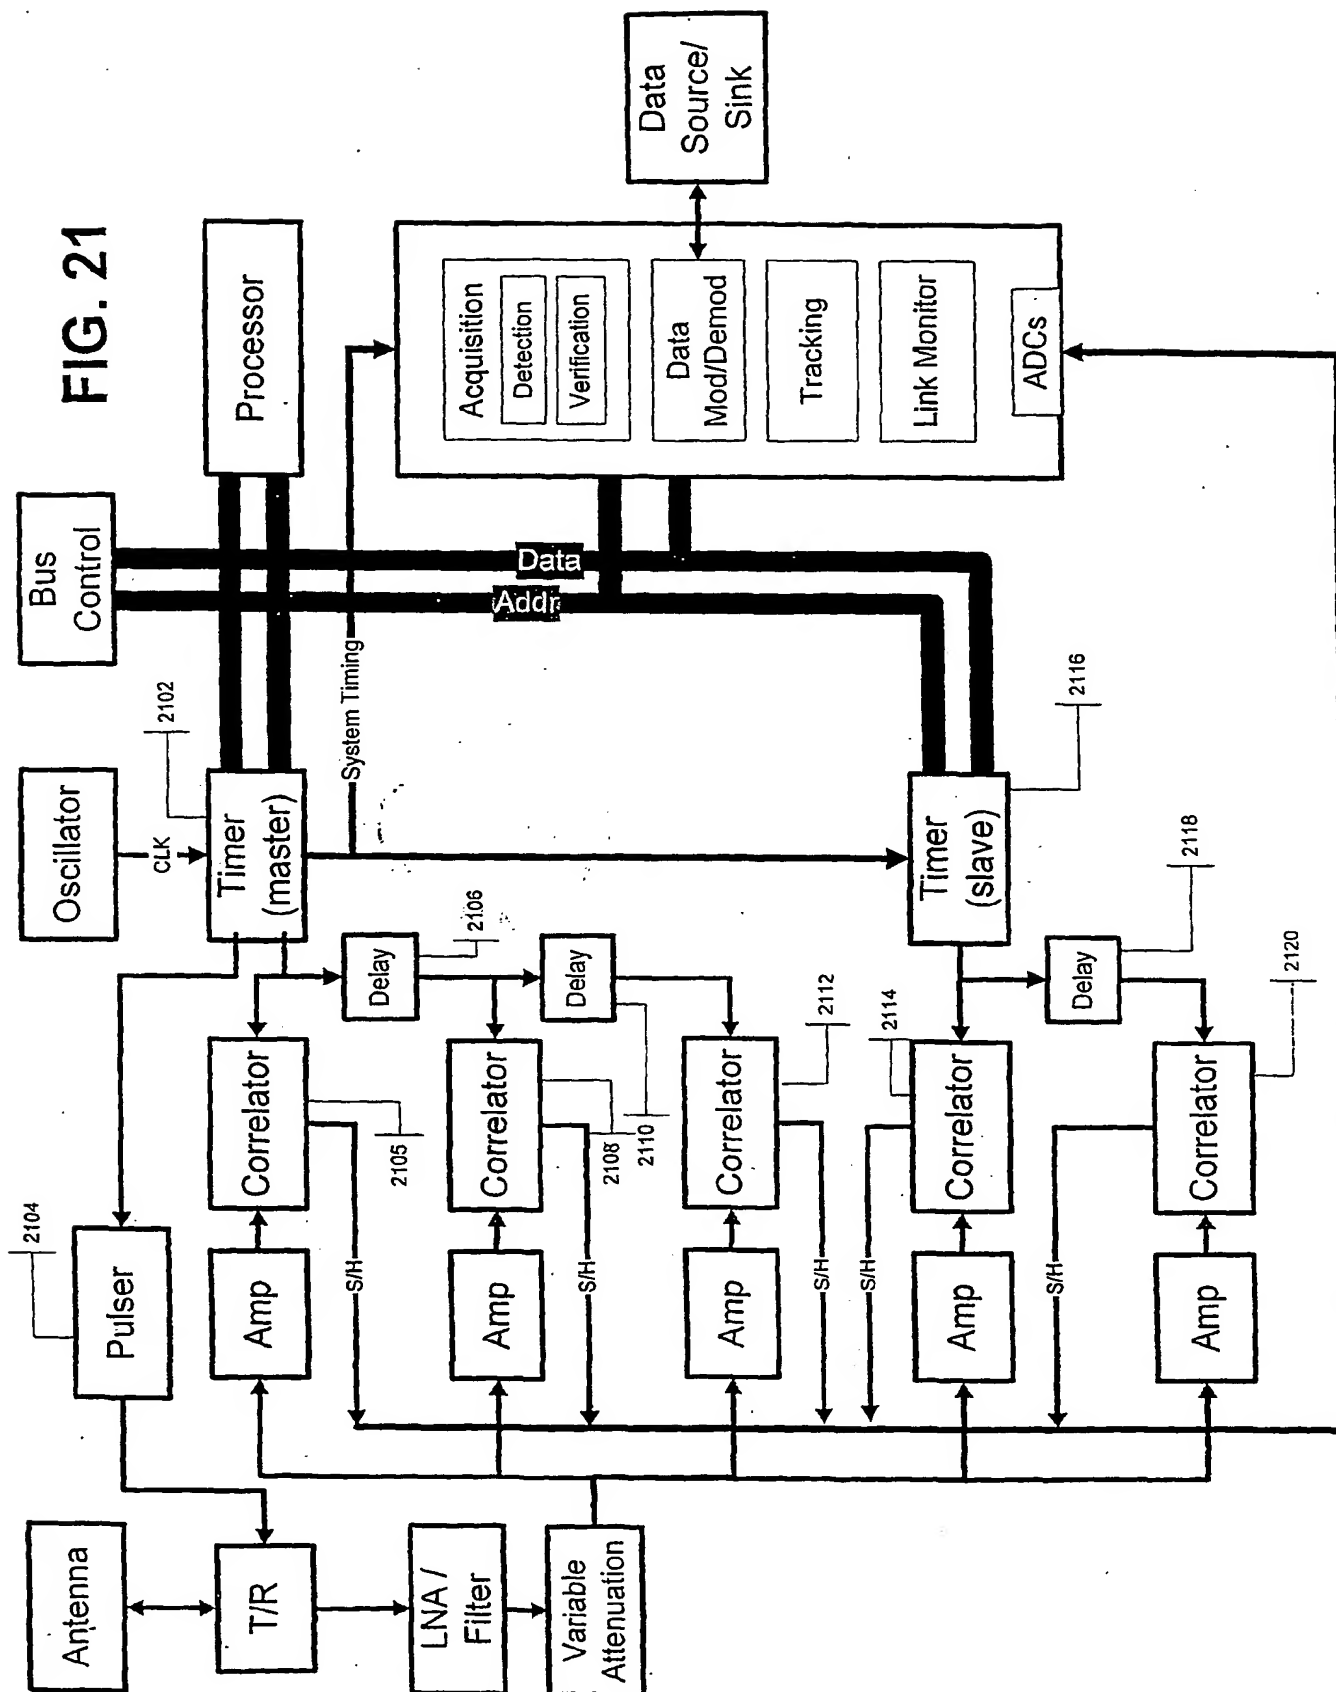 FIG. 21
Antenna
T/R
LNA /
Filter
Variable
Attenuation
2104
Pulser
Oscillator
CLK
2102
Timer
(master)
Bus
Control
Processor
System Timing
Data
Addr
Amp
Correlator
2105
S/H
Delay
2106
Amp
Correlator
2108
S/H
Delay
2110
Amp
Correlator
2112
S/H
Timer
(slave)
2116
Amp
Correlator
2114
S/H
Delay
2118
Amp
Correlator
2120
S/H
Acquisition
Detection
Verification
Data
Mod/Demod
Tracking
Link Monitor
ADCs
Data
Source/
Sink